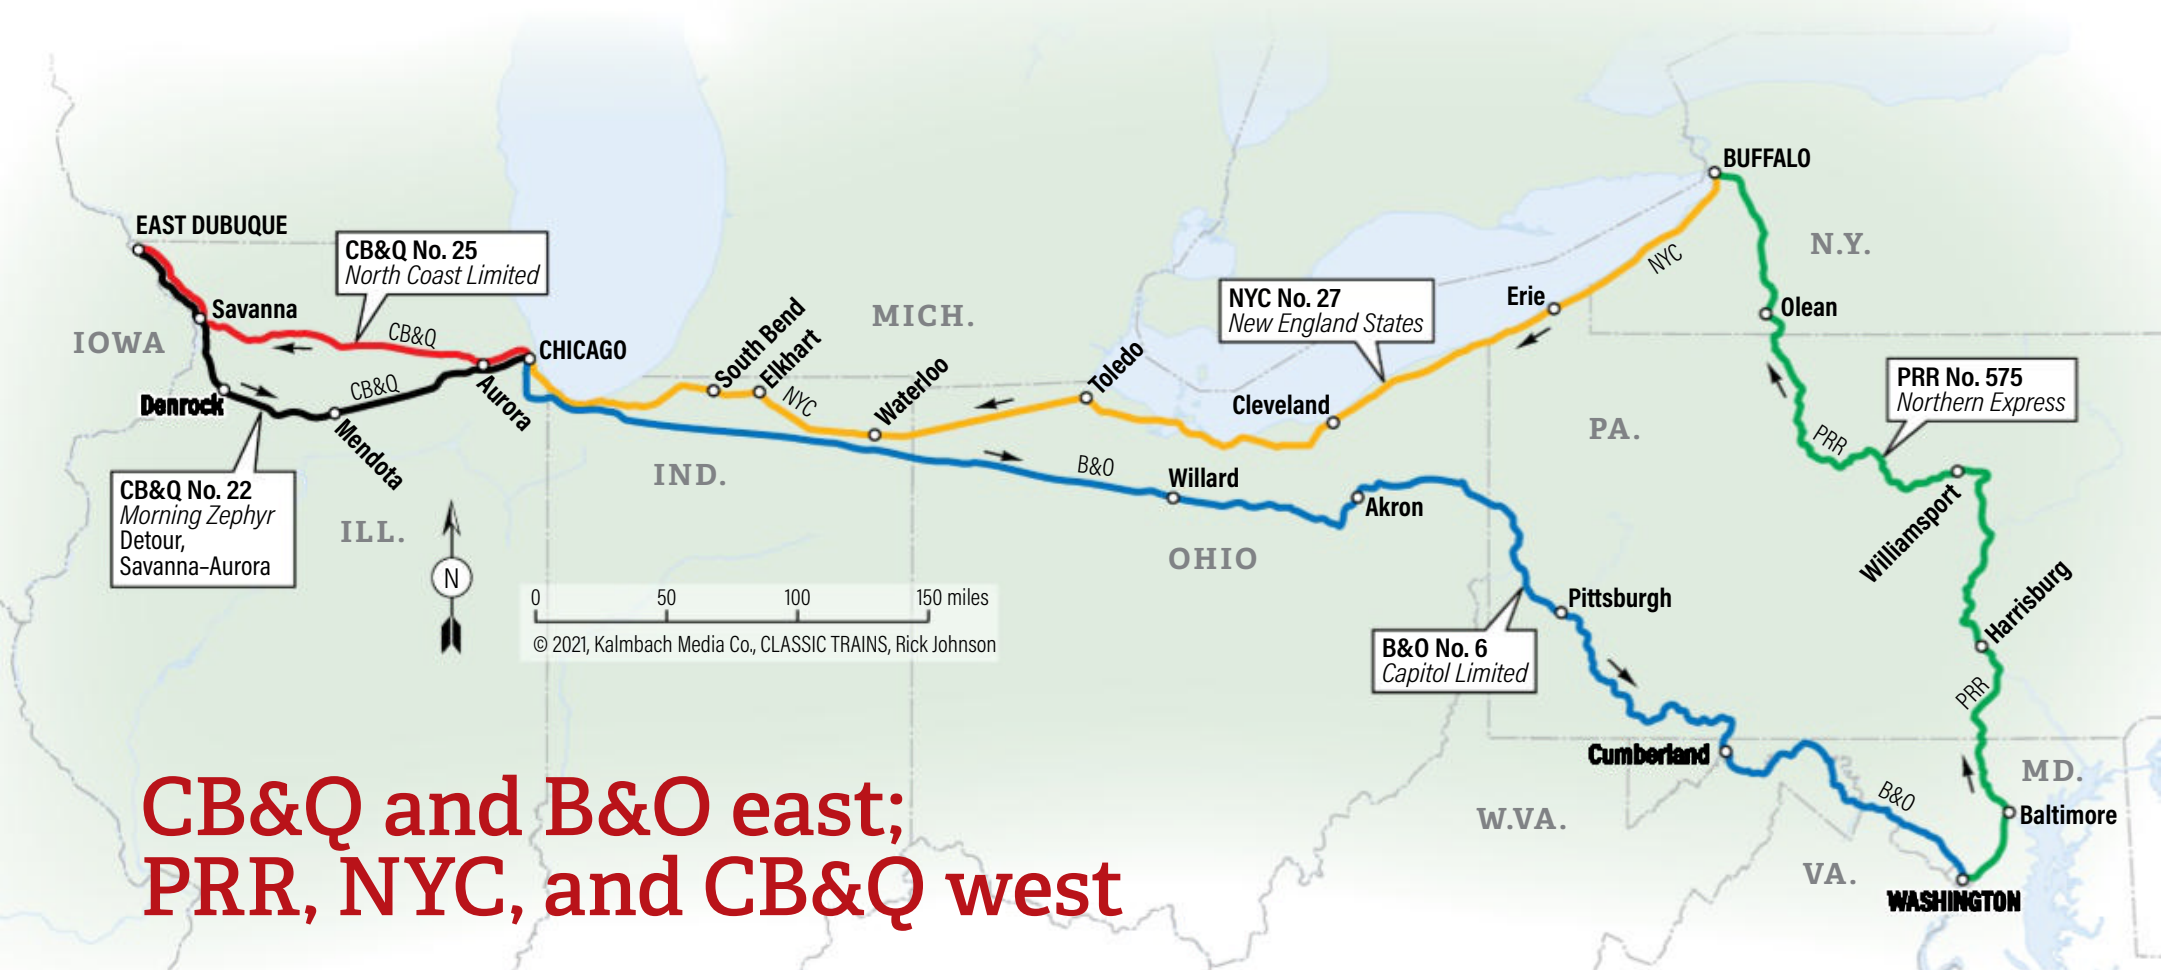 BUFFALO
EAST DUBUQUE
CB&Q No. 25
North Coast Limited
N.Y.
NYC
Savanna
IOWA
CB&Q
CHICAGO
MICH.
NYC No. 27
New England States
Erie
Olean
South Bend
Elkhart
NYC
Waterloo
Toledo
Cleveland
PRR No. 575
Northern Express
PA.
PRR
Denrock
CB&Q
Aurora
Mendota
CB&Q No. 22
Morning Zephyr
Detour,
Savanna–Aurora
ILL.
IND.
B&O
Willard
Akron
OHIO
Williamsport
Harrisburg
N
0 50 100 150 miles
© 2021, Kalmbach Media Co., CLASSIC TRAINS, Rick Johnson
Pittsburgh
B&O No. 6
Capitol Limited
PRR
Cumberland
MD.
B&O
W.VA.
Baltimore
VA.
WASHINGTON
CB&Q and B&O east;
PRR, NYC, and CB&Q west